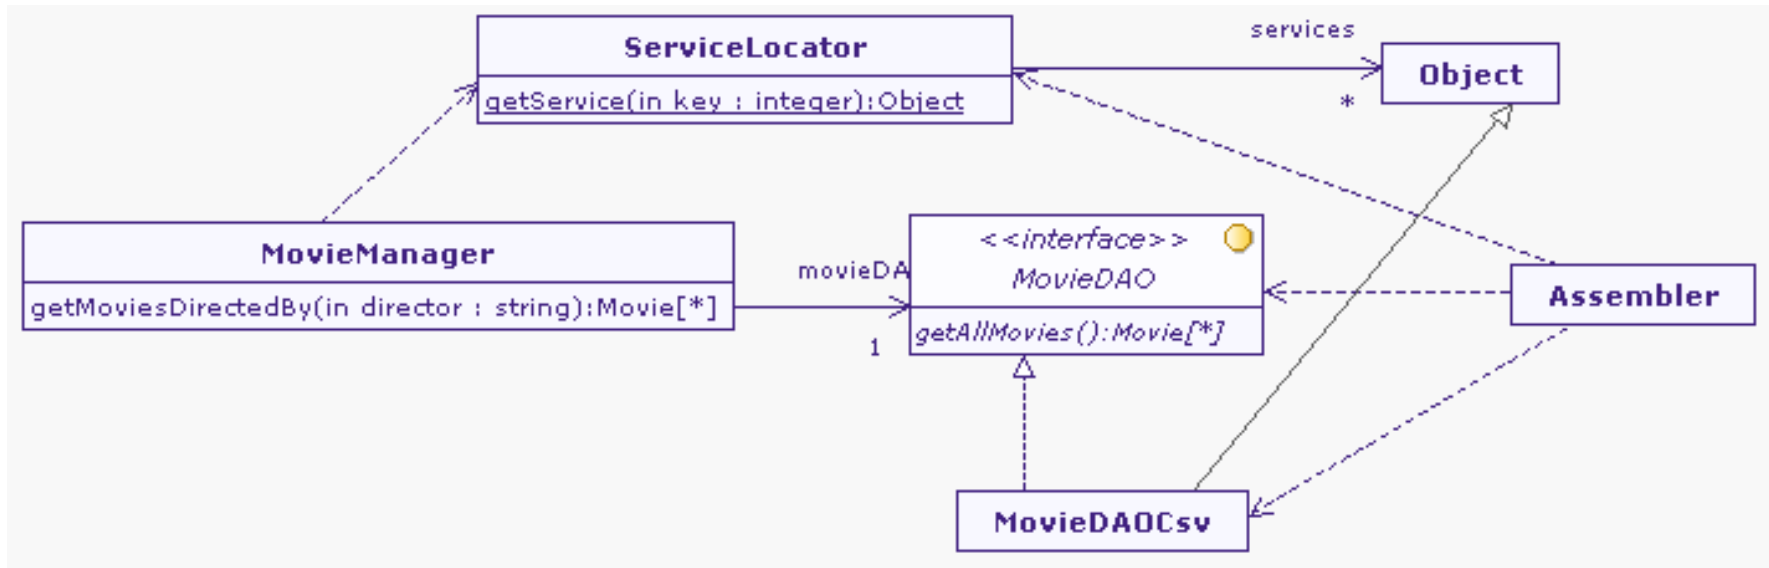 ServiceLocator
getService(in key : integer):Object
services
*
Object
MovieManager
getMoviesDirectedBy(in director : string):Movie[*]
movieDA
1
<<interface>>
MovieDAO
getAllMovies():Movie[*]
Assembler
MovieDAOCsv